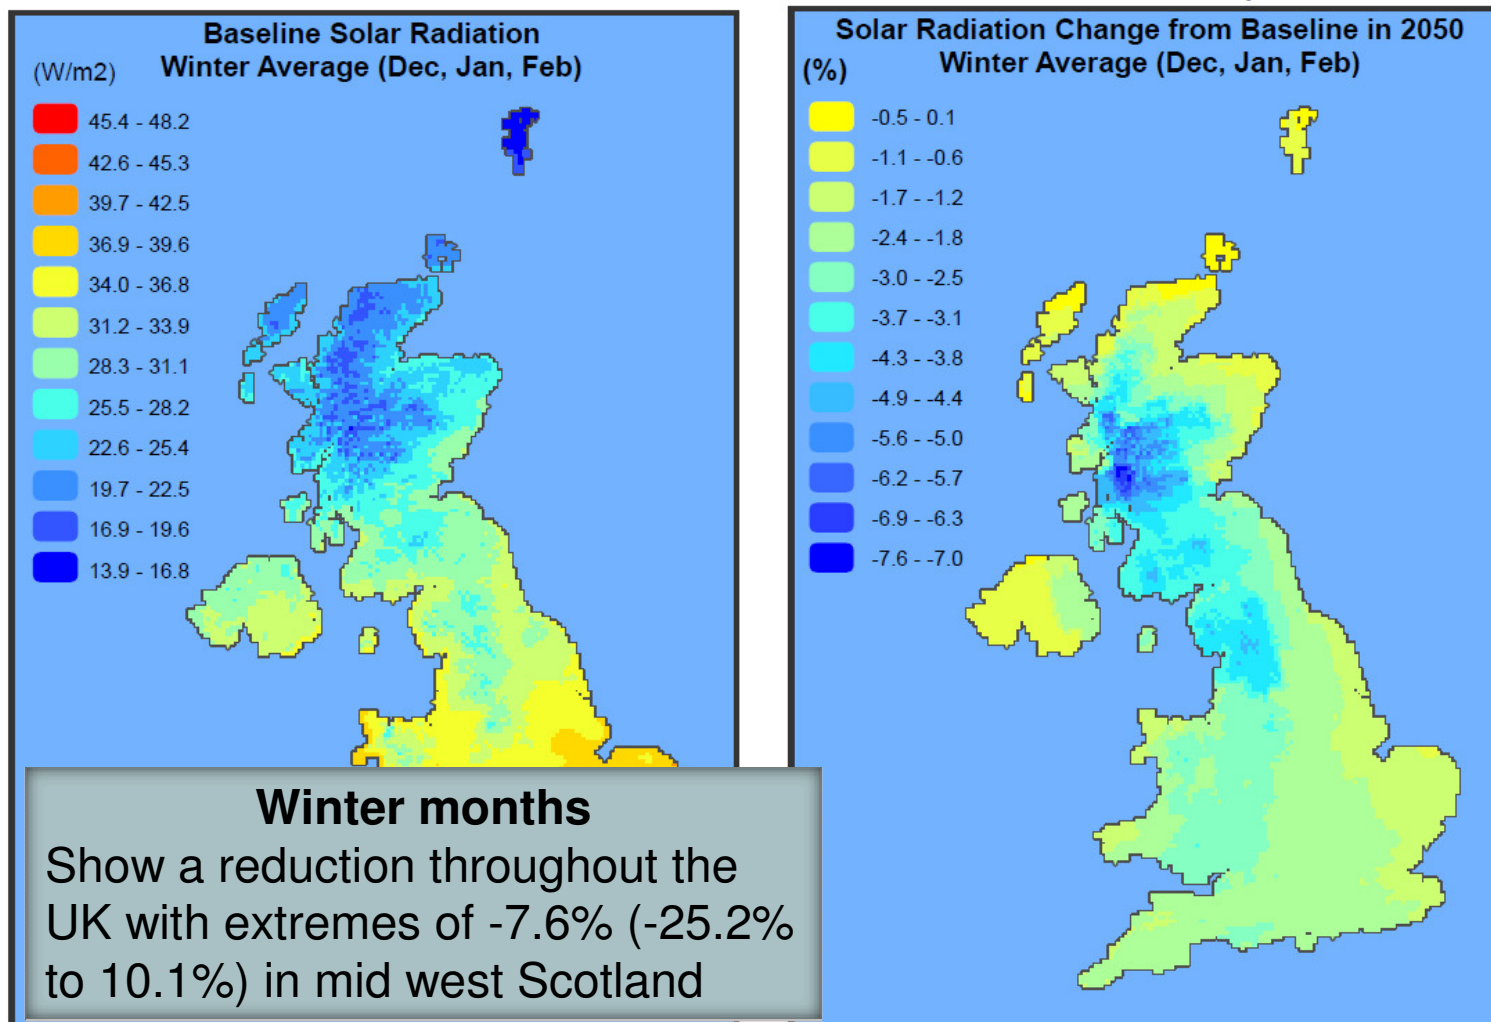 Baseline Solar Radiation
Winter Average (Dec, Jan, Feb)
(W/m2)
45.4 - 48.2
42.6 - 45.3
39.7 - 42.5
36.9 - 39.6
34.0 - 36.8
31.2 - 33.9
28.3 - 31.1
25.5 - 28.2
22.6 - 25.4
19.7 - 22.5
16.9 - 19.6
13.9 - 16.8
Solar Radiation Change from Baseline in 2050
Winter Average (Dec, Jan, Feb)
(%)
-0.5 - 0.1
-1.1 - -0.6
-1.7 - -1.2
-2.4 - -1.8
-3.0 - -2.5
-3.7 - -3.1
-4.3 - -3.8
-4.9 - -4.4
-5.6 - -5.0
-6.2 - -5.7
-6.9 - -6.3
-7.6 - -7.0
Winter months
Show a reduction throughout the
UK with extremes of -7.6% (-25.2%
to 10.1%) in mid west Scotland